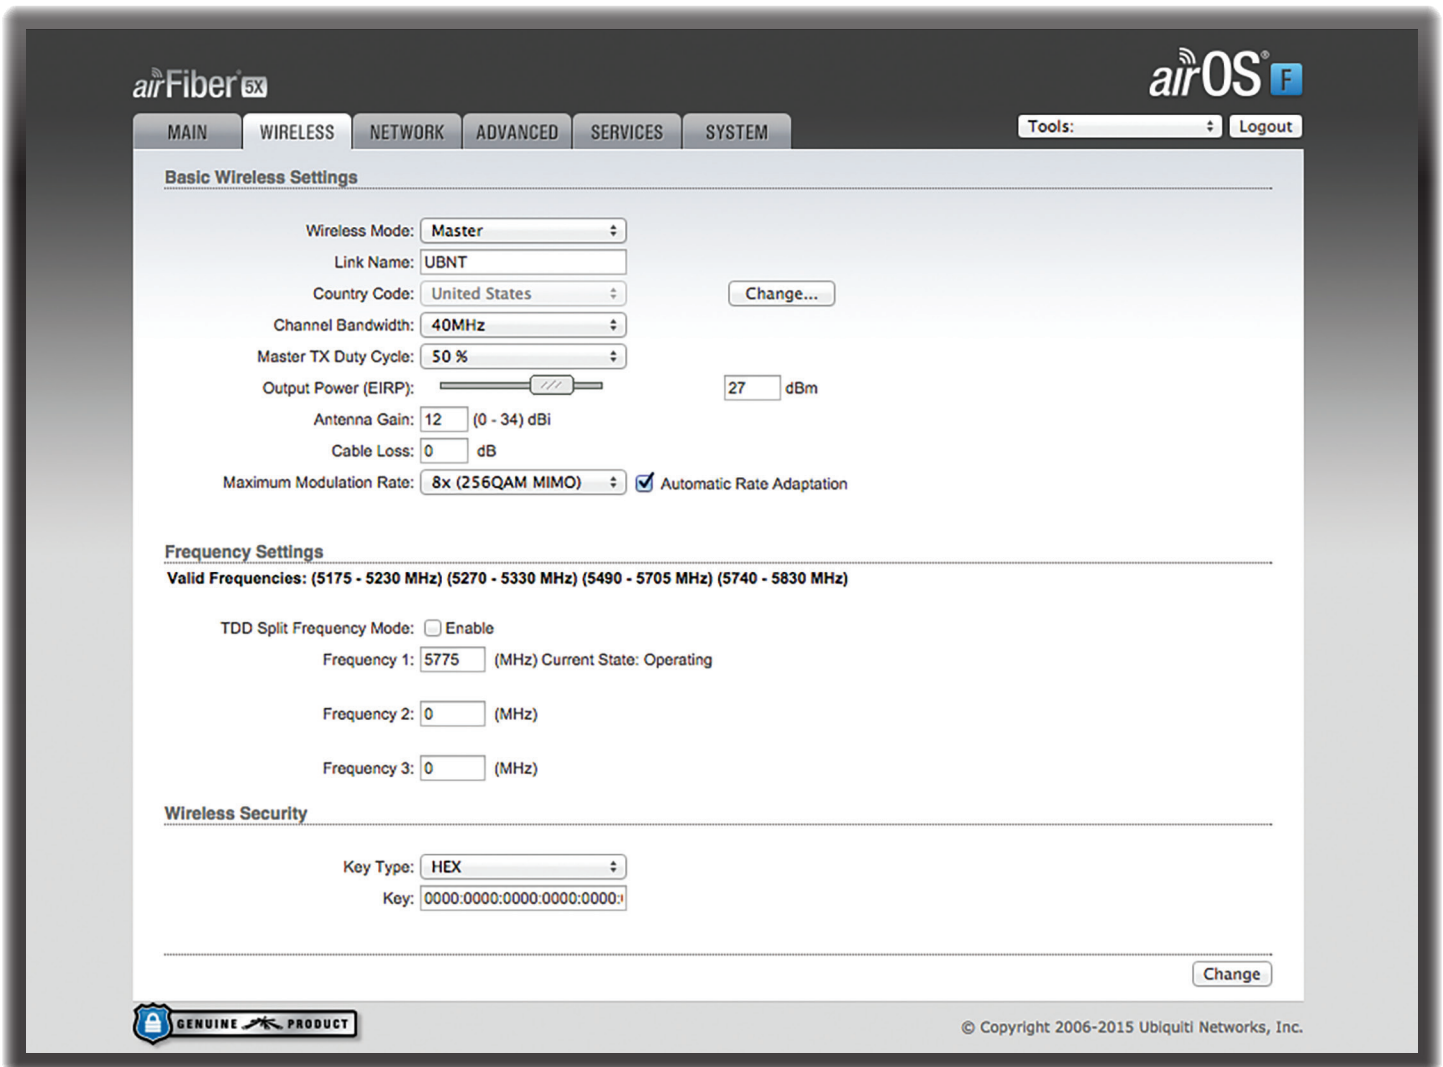 airFiber® 5X
airOS® F
MAIN WIRELESS NETWORK ADVANCED SERVICES SYSTEM
Tools: Logout
Basic Wireless Settings
Wireless Mode: Master
Link Name: UBNT
Country Code: United States Change...
Channel Bandwidth: 40MHz
Master TX Duty Cycle: 50 %
Output Power (EIRP): 27 dBm
Antenna Gain: 12 (0 - 34) dBi
Cable Loss: 0 dB
Maximum Modulation Rate: 8x (256QAM MIMO) Automatic Rate Adaptation
Frequency Settings
Valid Frequencies: (5175 - 5230 MHz) (5270 - 5330 MHz) (5490 - 5705 MHz) (5740 - 5830 MHz)
TDD Split Frequency Mode: Enable
Frequency 1: 5775 (MHz) Current State: Operating
Frequency 2: 0 (MHz)
Frequency 3: 0 (MHz)
Wireless Security
Key Type: HEX
Key: 0000:0000:0000:0000:0000:
Change
GENUINE PRODUCT
© Copyright 2006-2015 Ubiquiti Networks, Inc.